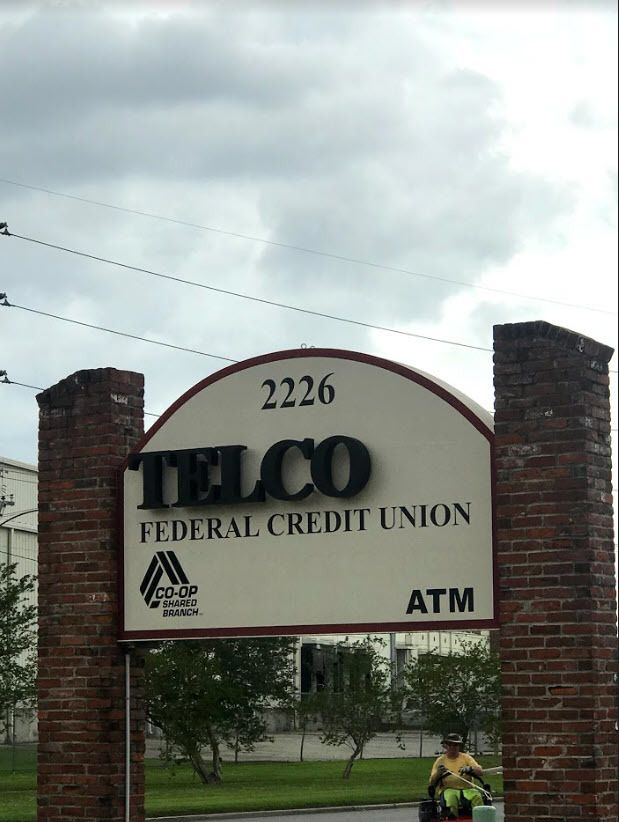 2226
TELCO
FEDERAL CREDIT UNION
CO-OP
SHARED
BRANCH
ATM